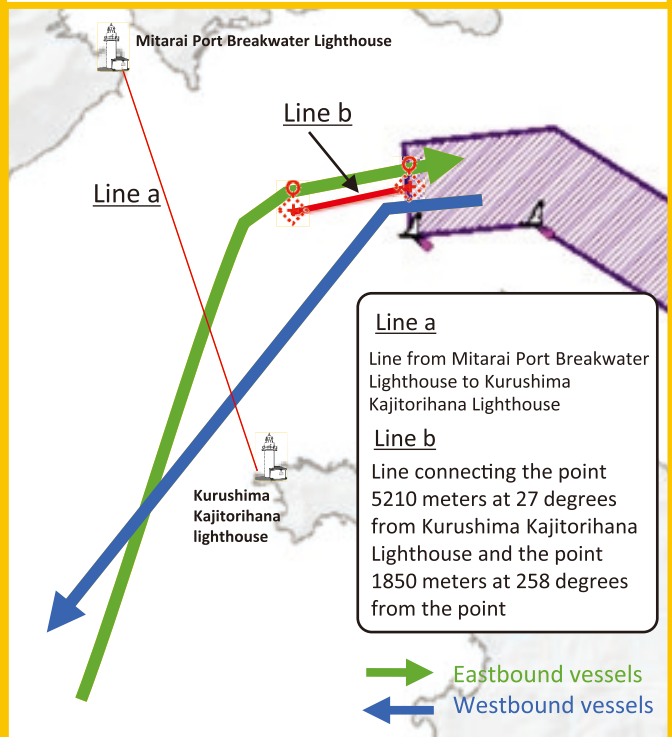 Mitarai Port Breakwater Lighthouse
Line b
Line a
Kurushima
Kajitorihana
lighthouse
Line a
Line from Mitarai Port Breakwater
Lighthouse to Kurushima
Kajitorihana Lighthouse
Line b
Line connecting the point
5210 meters at 27 degrees
from Kurushima Kajitorihana
Lighthouse and the point
1850 meters at 258 degrees
from the point
Eastbound vessels
Westbound vessels